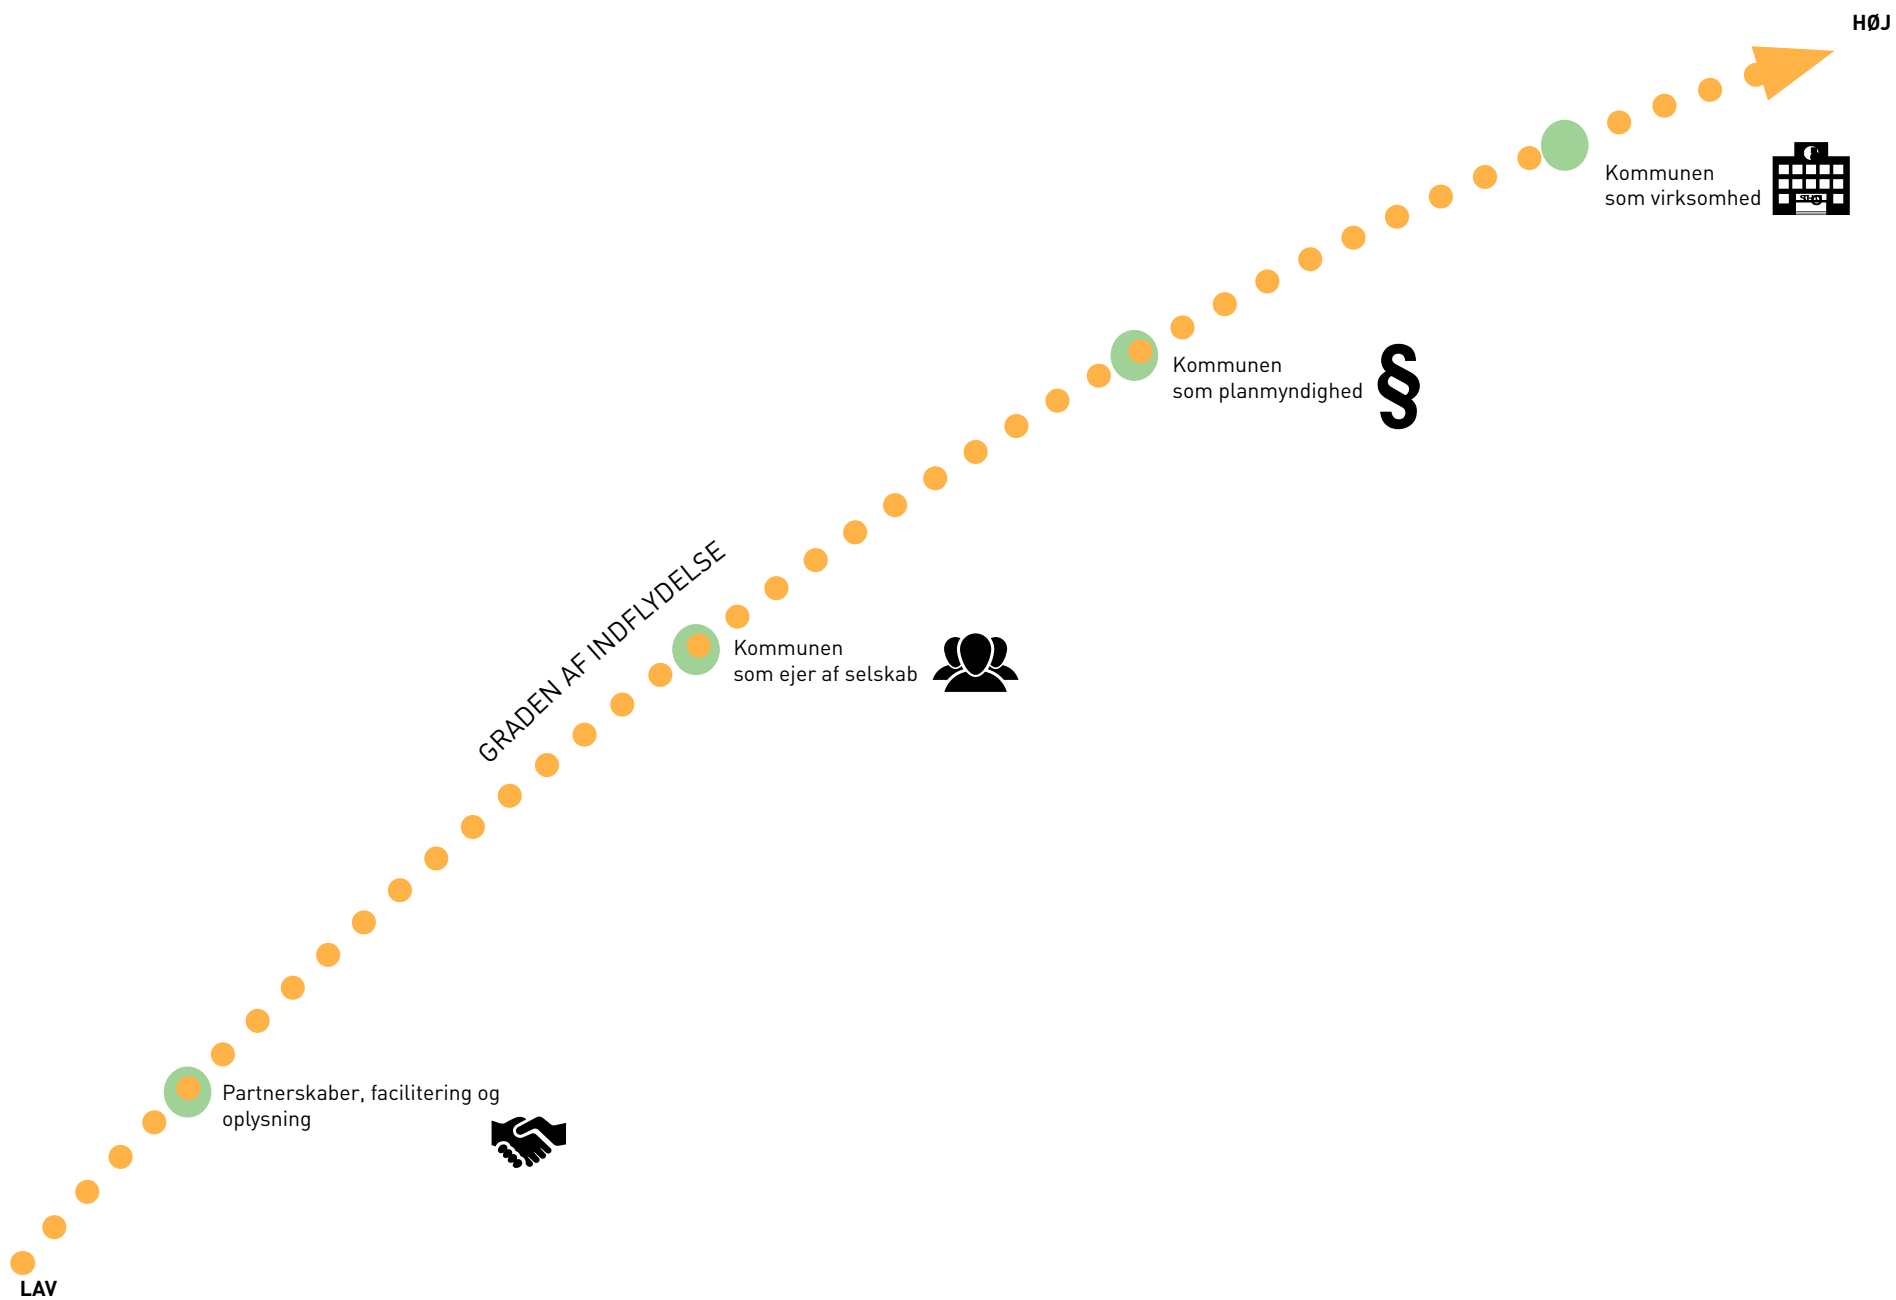 HØJ
Kommunen
som virksomhed
Kommunen
som planmyndighed
§
GRADEN AF INDFLYDELSE
Kommunen
som ejer af selskab
Partnerskaber, facilitering og
oplysning
LAV